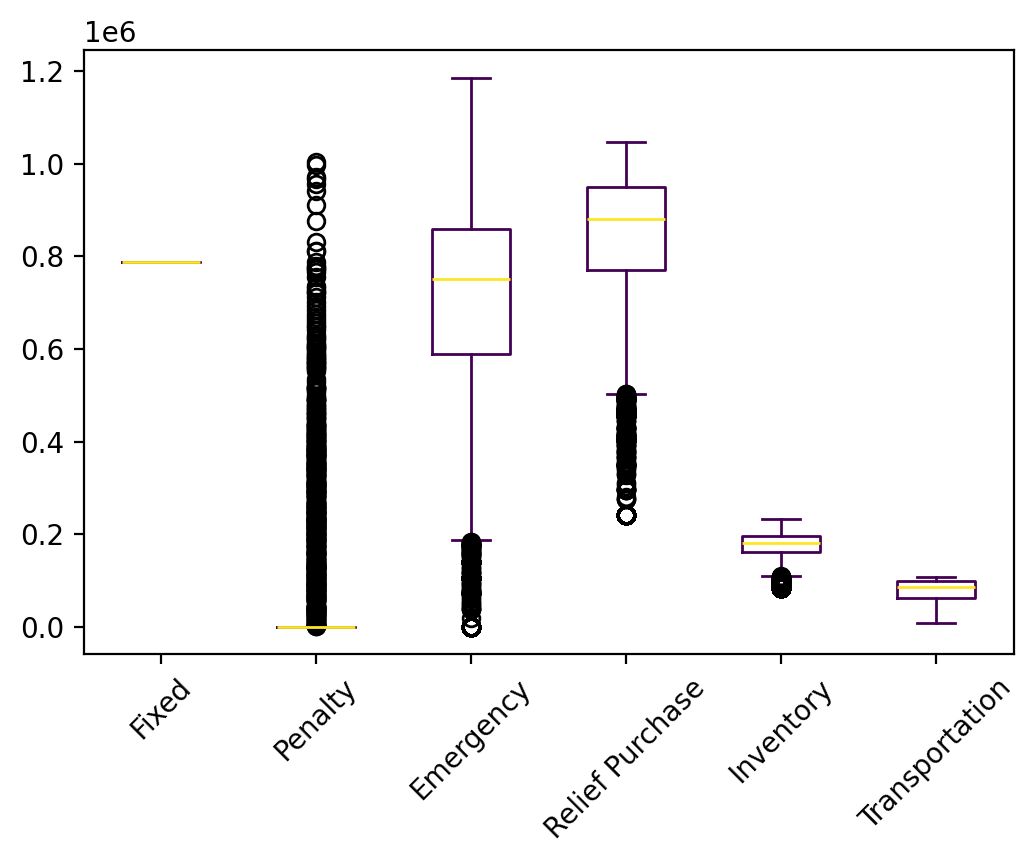 1e6
1.2
1.0
0.8
0.6
0.4
0.2
0.0
Fixed
Penalty
Emergency
Relief Purchase
Inventory
Transportation